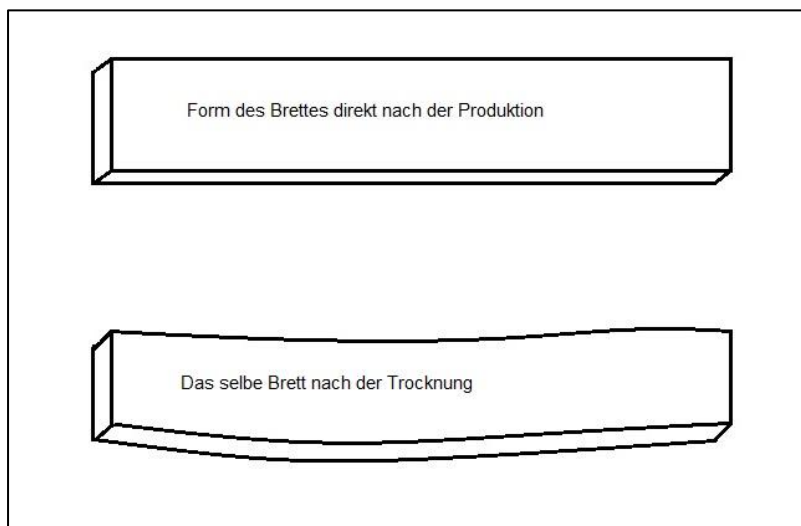 Form des Brettes direkt nach der Produktion
Das selbe Brett nach der Trocknung